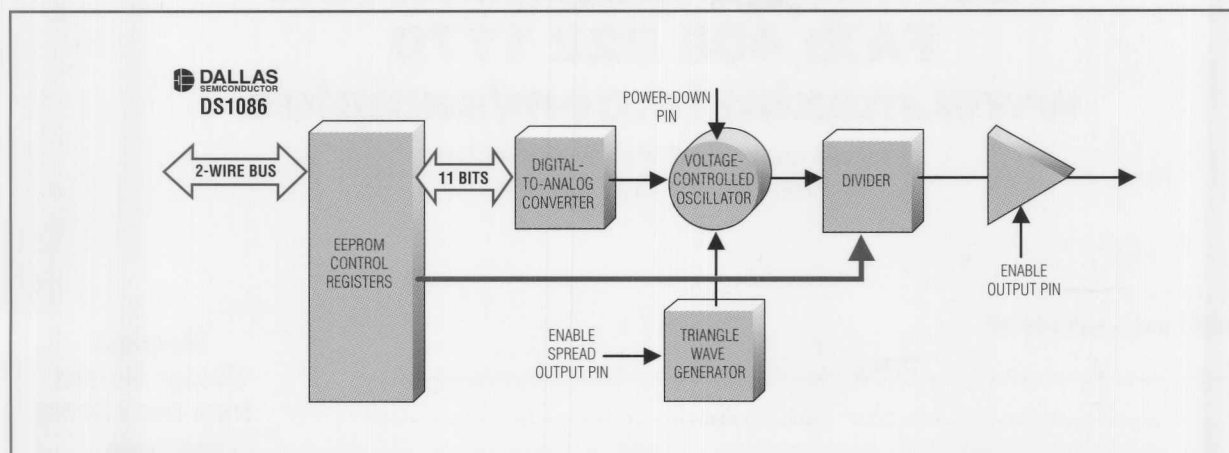 DALLAS
SEMICONDUCTOR
DS1086
2-WIRE BUS
EEPROM
CONTROL
REGISTERS
11 BITS
DIGITAL-
TO-ANALOG
CONVERTER
POWER-DOWN
PIN
VOLTAGE-
CONTROLLED
OSCILLATOR
DIVIDER
ENABLE
OUTPUT PIN
ENABLE
SPREAD
OUTPUT PIN
TRIANGLE
WAVE
GENERATOR